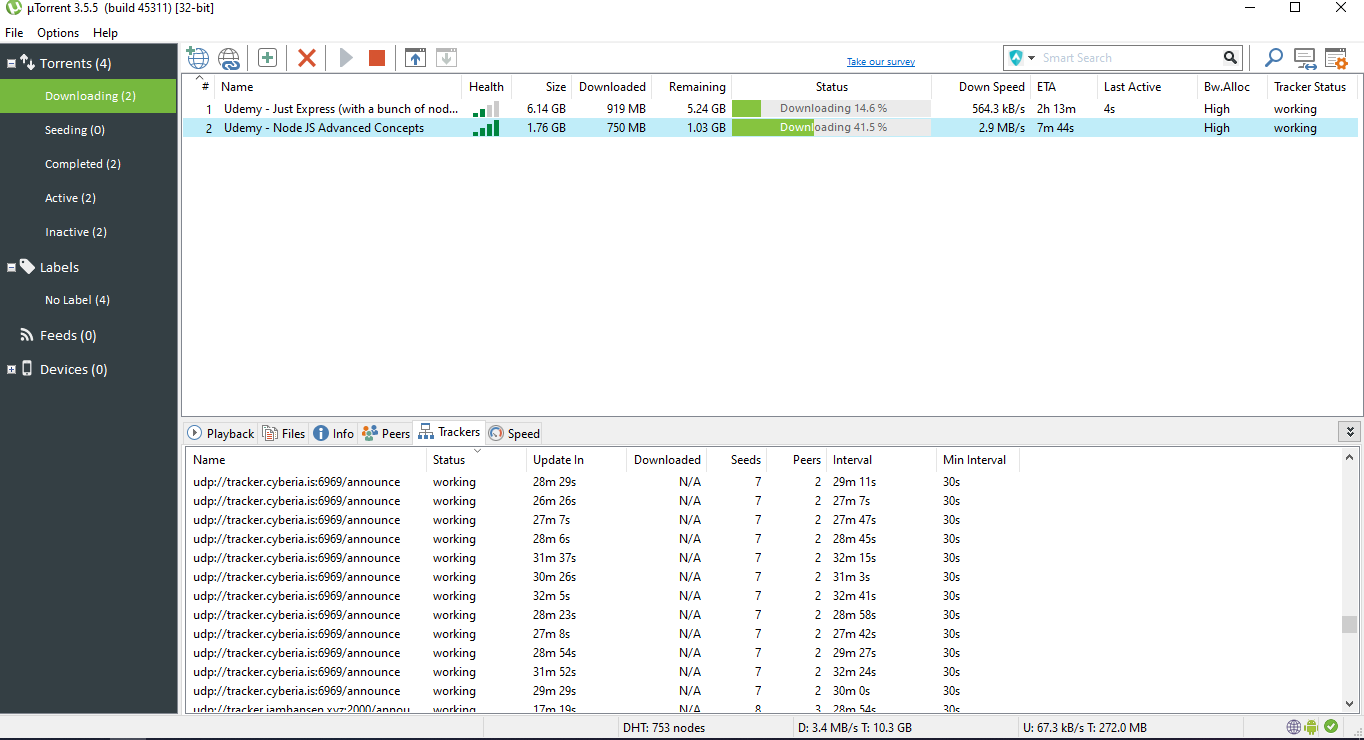 µTorrent 3.5.5 (build 45311) [32-bit]
File Options Help
Torrents (4)
Downloading (2)
Seeding (0)
Completed (2)
Active (2)
Inactive (2)
Labels
No Label (4)
Feeds (0)
Devices (0)
Take our survey
Smart Search
# Name Health Size Downloaded Remaining Status Down Speed ETA Last Active Bw.Alloc Tracker Status
1 Udemy - Just Express (with a bunch of nod... 6.14 GB 919 MB 5.24 GB Downloading 14.6 % 564.3 kB/s 2h 13m 4s High working
2 Udemy - Node JS Advanced Concepts 1.76 GB 750 MB 1.03 GB Downloading 41.5 % 2.9 MB/s 7m 44s High working
Playback Files Info Peers Trackers Speed
Name Status Update In Downloaded Seeds Peers Interval Min Interval
udp://tracker.cyberia.is:6969/announce working 28m 29s N/A 7 2 29m 11s 30s
udp://tracker.cyberia.is:6969/announce working 26m 26s N/A 7 2 27m 7s 30s
udp://tracker.cyberia.is:6969/announce working 27m 7s N/A 7 2 27m 47s 30s
udp://tracker.cyberia.is:6969/announce working 28m 6s N/A 7 2 28m 45s 30s
udp://tracker.cyberia.is:6969/announce working 31m 37s N/A 7 2 32m 15s 30s
udp://tracker.cyberia.is:6969/announce working 30m 26s N/A 7 2 31m 3s 30s
udp://tracker.cyberia.is:6969/announce working 32m 5s N/A 7 2 32m 41s 30s
udp://tracker.cyberia.is:6969/announce working 28m 23s N/A 7 2 28m 58s 30s
udp://tracker.cyberia.is:6969/announce working 27m 8s N/A 7 2 27m 42s 30s
udp://tracker.cyberia.is:6969/announce working 28m 54s N/A 7 2 29m 27s 30s
udp://tracker.cyberia.is:6969/announce working 31m 52s N/A 7 2 32m 24s 30s
udp://tracker.cyberia.is:6969/announce working 29m 29s N/A 7 2 30m 0s 30s
udp://tracker.iamhansen.xyz:2000/annou working 17m 19s N/A 8 3 28m 54s 30s
DHT: 753 nodes D: 3.4 MB/s T: 10.3 GB U: 67.3 kB/s T: 272.0 MB